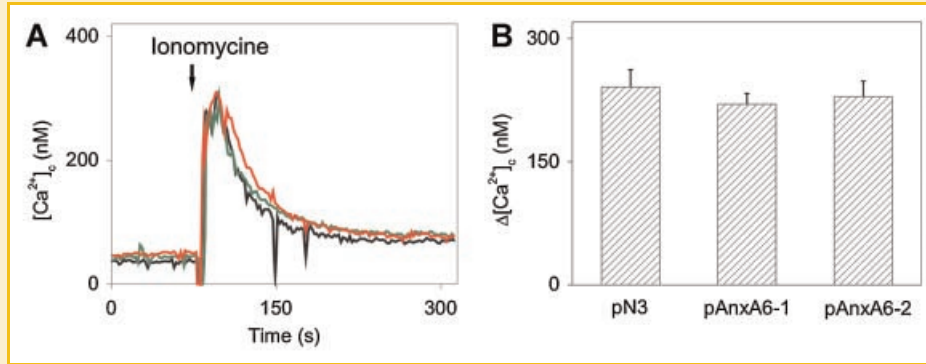 A
400
Ionomycine
200
0
[Ca²⁺]c (nM)
0 150 300
Time (s)
B
300
150
0
Δ[Ca²⁺]c (nM)
pN3 pAnxA6-1 pAnxA6-2